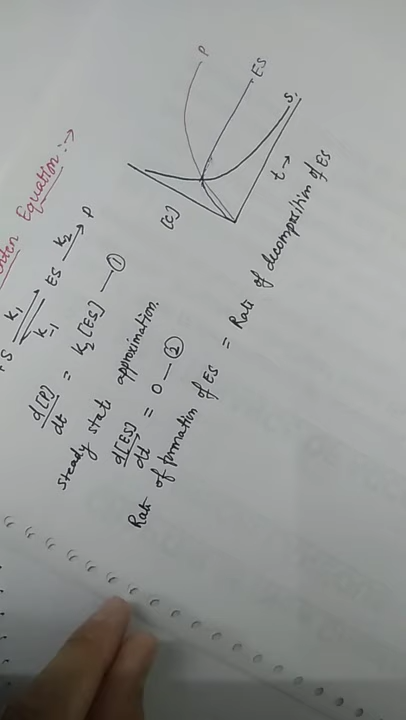 Equation :→
S k₁ ⇌ k₋₁ ES k₂ → P
d[P]/dt = k₂ [ES] — ①
Steady state approximation.
d[ES]/dt = 0 — ②
Rate of formation of ES = Rate of decomposition of ES
P
ES
S.
[C]
t →